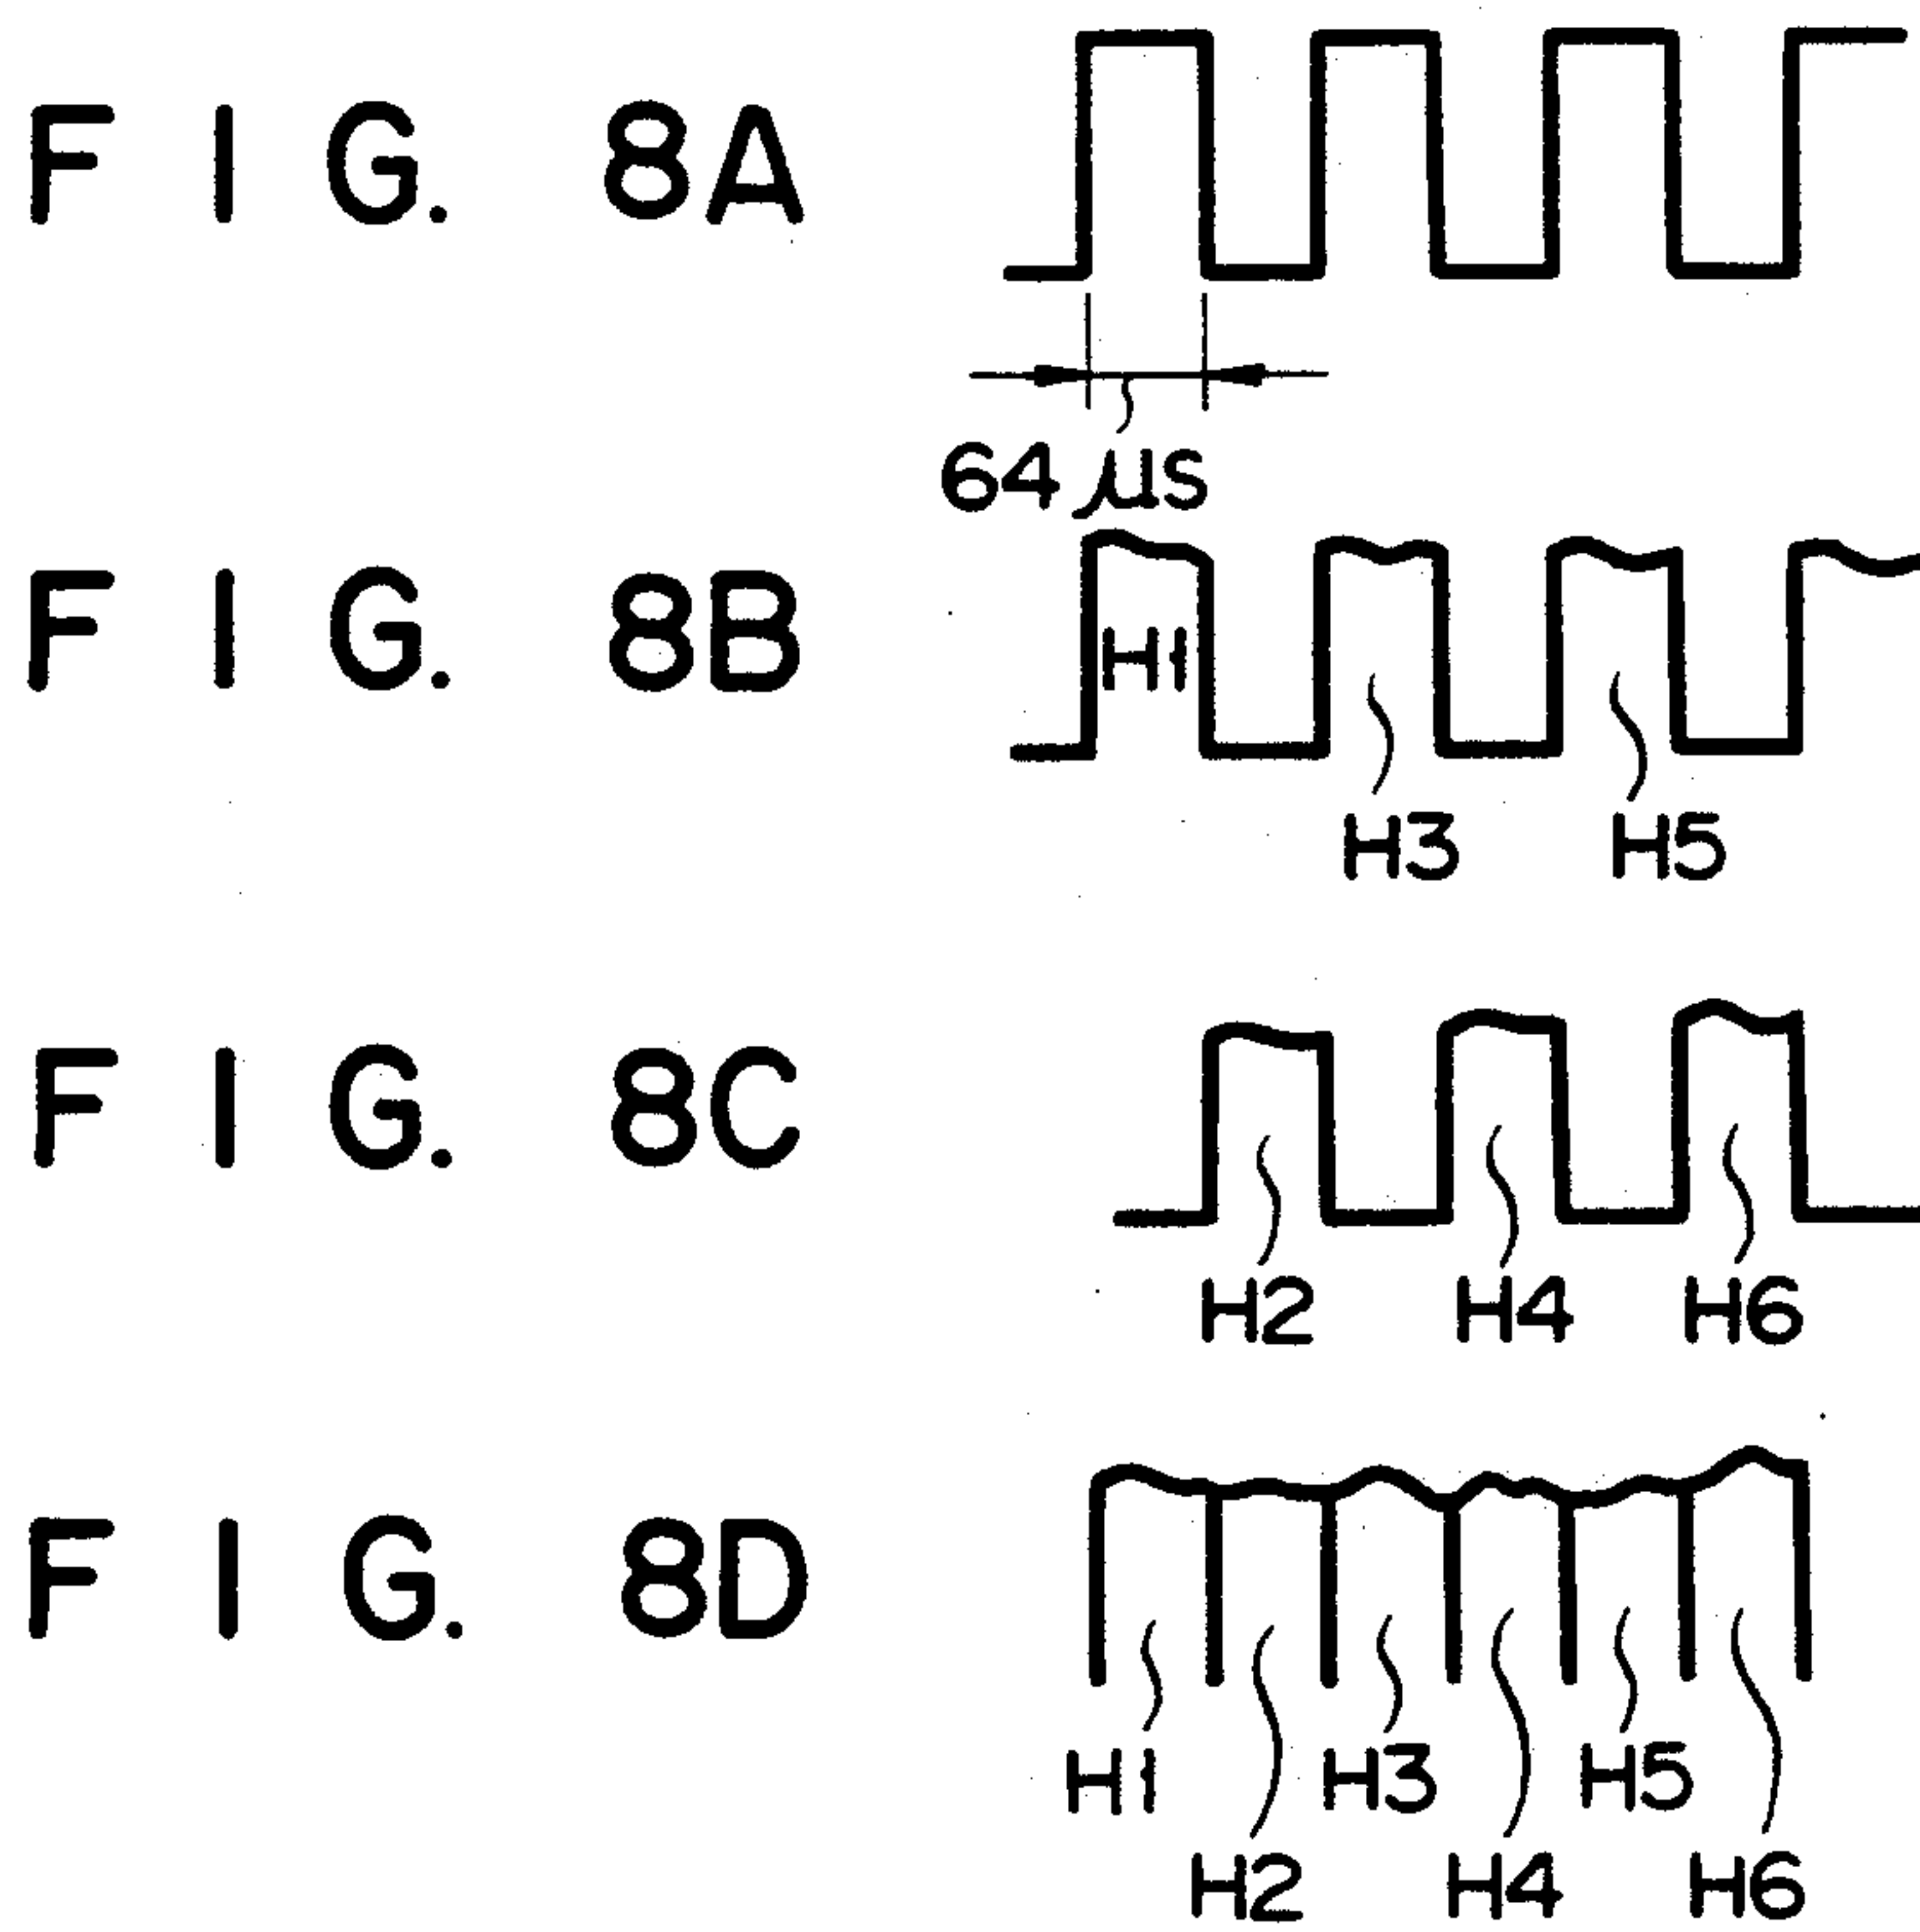 FIG. 8A
64 μs
FIG. 8B
H1
H3 H5
FIG. 8C
H2 H4 H6
FIG. 8D
H1 H3 H5
H2 H4 H6